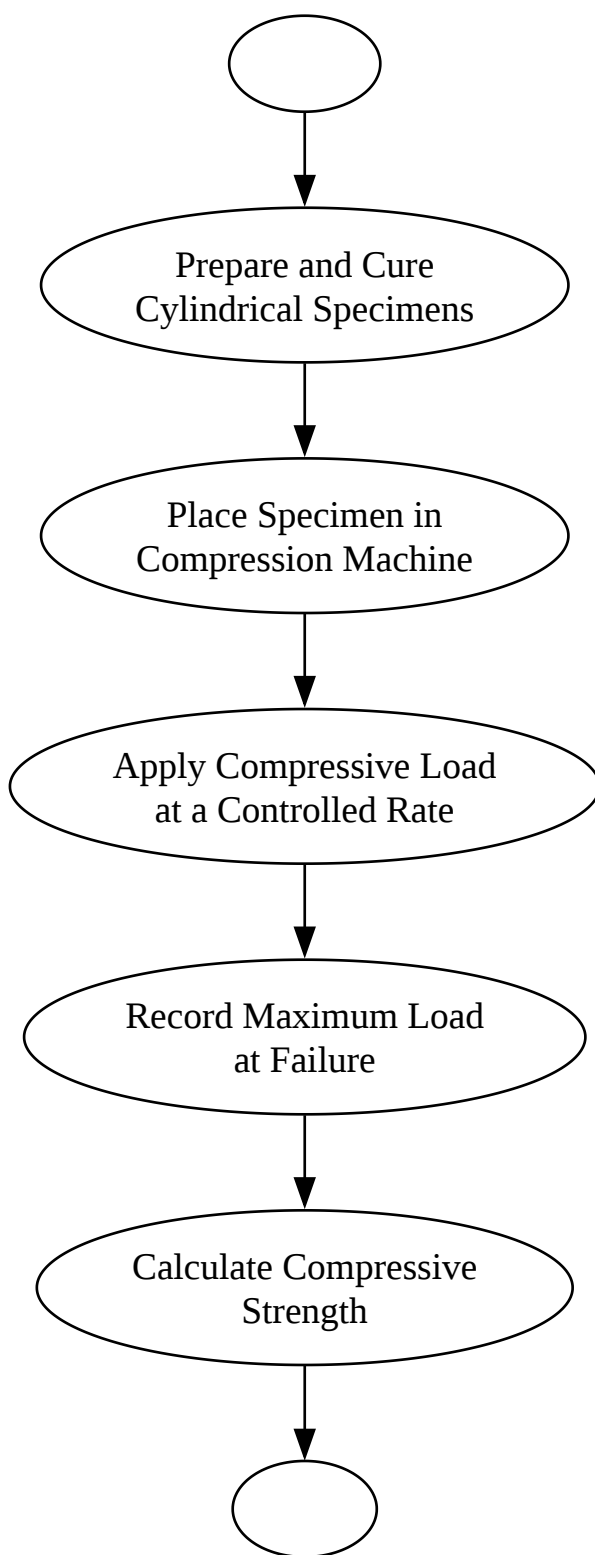 Prepare and Cure
Cylindrical Specimens
Place Specimen in
Compression Machine
Apply Compressive Load
at a Controlled Rate
Record Maximum Load
at Failure
Calculate Compressive
Strength